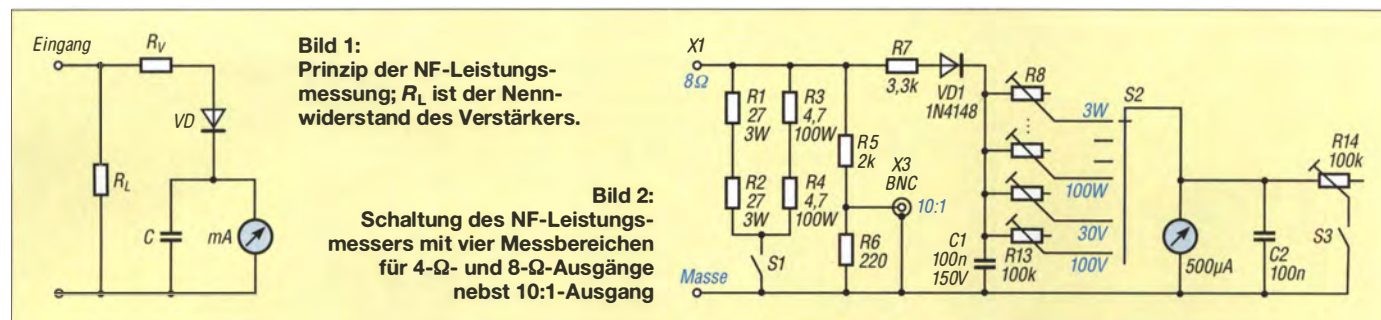 Eingang
RV
VD
RL
C
mA
Bild 1:
Prinzip der NF-Leistungs-
messung; RL ist der Nenn-
widerstand des Verstärkers.
Bild 2:
Schaltung des NF-Leistungs-
messers mit vier Messbereichen
für 4-Ω- und 8-Ω-Ausgänge
nebst 10:1-Ausgang
X1
8Ω
R1
27
3W
R3
4,7
100W
R2
27
3W
R4
4,7
100W
S1
Masse
R5
2k
R6
220
X3
BNC
10:1
R7
3,3k
VD1
1N4148
C1
100n
150V
R8
R13
100k
3W
100W
30V
100V
S2
500µA
C2
100n
R14
100k
S3